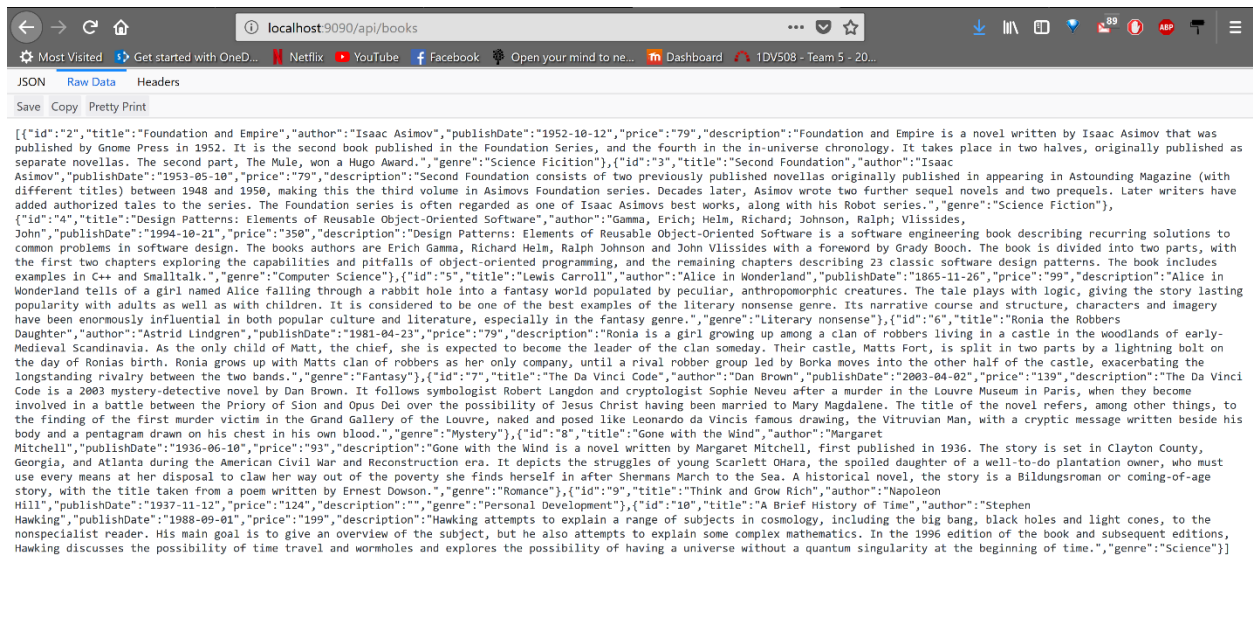 localhost:9090/api/books
89
ABP
Most Visited Get started with OneD... Netflix YouTube Facebook Open your mind to ne... Dashboard 1DV508 - Team 5 - 20...
JSON Raw Data Headers
Save Copy Pretty Print
[{"id":"2","title":"Foundation and Empire","author":"Isaac Asimov","publishDate":"1952-10-12","price":"79","description":"Foundation and Empire is a novel written by Isaac Asimov that was
published by Gnome Press in 1952. It is the second book published in the Foundation Series, and the fourth in the in-universe chronology. It takes place in two halves, originally published as
separate novellas. The second part, The Mule, won a Hugo Award.","genre":"Science Ficition"},{"id":"3","title":"Second Foundation","author":"Isaac
Asimov","publishDate":"1953-05-10","price":"79","description":"Second Foundation consists of two previously published novellas originally published in appearing in Astounding Magazine (with
different titles) between 1948 and 1950, making this the third volume in Asimovs Foundation series. Decades later, Asimov wrote two further sequel novels and two prequels. Later writers have
added authorized tales to the series. The Foundation series is often regarded as one of Isaac Asimovs best works, along with his Robot series.","genre":"Science Fiction"},
{"id":"4","title":"Design Patterns: Elements of Reusable Object-Oriented Software","author":"Gamma, Erich; Helm, Richard; Johnson, Ralph; Vlissides,
John","publishDate":"1994-10-21","price":"350","description":"Design Patterns: Elements of Reusable Object-Oriented Software is a software engineering book describing recurring solutions to
common problems in software design. The books authors are Erich Gamma, Richard Helm, Ralph Johnson and John Vlissides with a foreword by Grady Booch. The book is divided into two parts, with
the first two chapters exploring the capabilities and pitfalls of object-oriented programming, and the remaining chapters describing 23 classic software design patterns. The book includes
examples in C++ and Smalltalk.","genre":"Computer Science"},{"id":"5","title":"Lewis Carroll","author":"Alice in Wonderland","publishDate":"1865-11-26","price":"99","description":"Alice in
Wonderland tells of a girl named Alice falling through a rabbit hole into a fantasy world populated by peculiar, anthropomorphic creatures. The tale plays with logic, giving the story lasting
popularity with adults as well as with children. It is considered to be one of the best examples of the literary nonsense genre. Its narrative course and structure, characters and imagery
have been enormously influential in both popular culture and literature, especially in the fantasy genre.","genre":"Literary nonsense"},{"id":"6","title":"Ronia the Robbers
Daughter","author":"Astrid Lindgren","publishDate":"1981-04-23","price":"79","description":"Ronia is a girl growing up among a clan of robbers living in a castle in the woodlands of early-
Medieval Scandinavia. As the only child of Matt, the chief, she is expected to become the leader of the clan someday. Their castle, Matts Fort, is split in two parts by a lightning bolt on
the day of Ronias birth. Ronia grows up with Matts clan of robbers as her only company, until a rival robber group led by Borka moves into the other half of the castle, exacerbating the
longstanding rivalry between the two bands.","genre":"Fantasy"},{"id":"7","title":"The Da Vinci Code","author":"Dan Brown","publishDate":"2003-04-02","price":"139","description":"The Da Vinci
Code is a 2003 mystery-detective novel by Dan Brown. It follows symbologist Robert Langdon and cryptologist Sophie Neveu after a murder in the Louvre Museum in Paris, when they become
involved in a battle between the Priory of Sion and Opus Dei over the possibility of Jesus Christ having been married to Mary Magdalene. The title of the novel refers, among other things, to
the finding of the first murder victim in the Grand Gallery of the Louvre, naked and posed like Leonardo da Vincis famous drawing, the Vitruvian Man, with a cryptic message written beside his
body and a pentagram drawn on his chest in his own blood.","genre":"Mystery"},{"id":"8","title":"Gone with the Wind","author":"Margaret
Mitchell","publishDate":"1936-06-10","price":"93","description":"Gone with the Wind is a novel written by Margaret Mitchell, first published in 1936. The story is set in Clayton County,
Georgia, and Atlanta during the American Civil War and Reconstruction era. It depicts the struggles of young Scarlett OHara, the spoiled daughter of a well-to-do plantation owner, who must
use every means at her disposal to claw her way out of the poverty she finds herself in after Shermans March to the Sea. A historical novel, the story is a Bildungsroman or coming-of-age
story, with the title taken from a poem written by Ernest Dowson.","genre":"Romance"},{"id":"9","title":"Think and Grow Rich","author":"Napoleon
Hill","publishDate":"1937-11-12","price":"124","description":"","genre":"Personal Development"},{"id":"10","title":"A Brief History of Time","author":"Stephen
Hawking","publishDate":"1988-09-01","price":"199","description":"Hawking attempts to explain a range of subjects in cosmology, including the big bang, black holes and light cones, to the
nonspecialist reader. His main goal is to give an overview of the subject, but he also attempts to explain some complex mathematics. In the 1996 edition of the book and subsequent editions,
Hawking discusses the possibility of time travel and wormholes and explores the possibility of having a universe without a quantum singularity at the beginning of time.","genre":"Science"}]